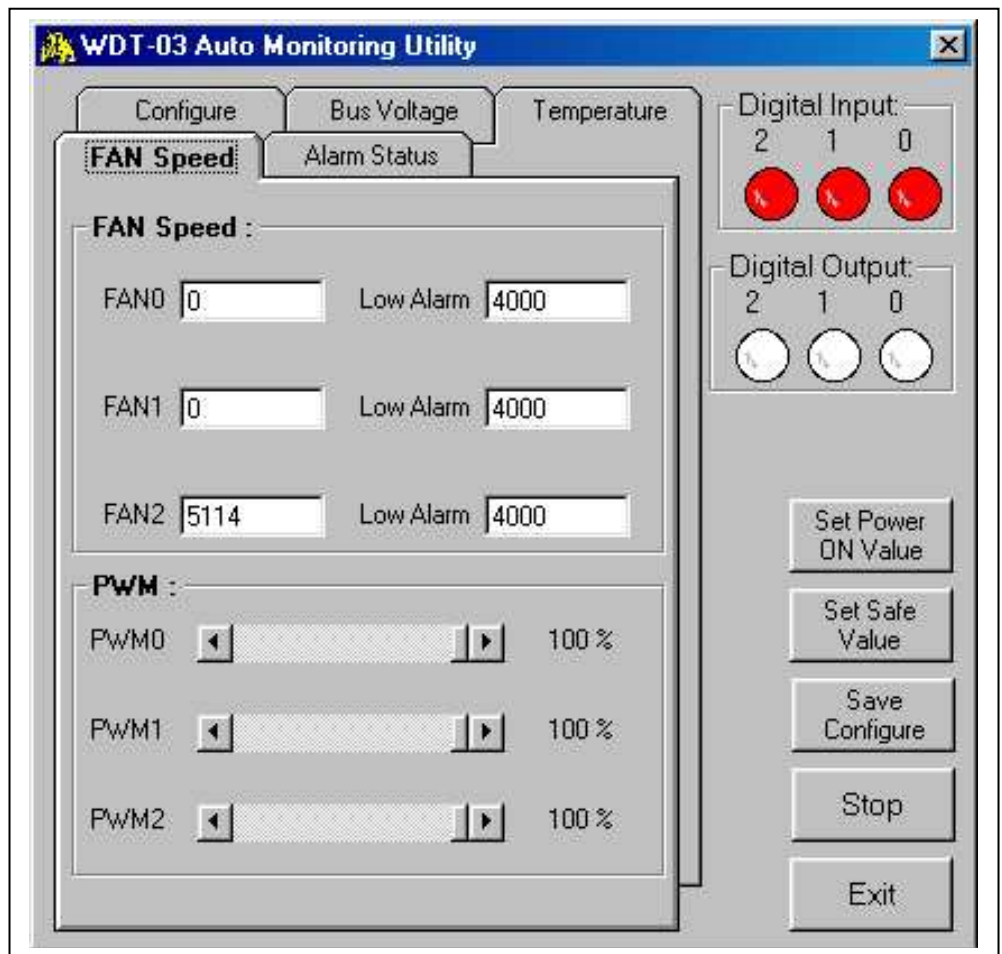 WDT-03 Auto Monitoring Utility
Configure
Bus Voltage
Temperature
FAN Speed
Alarm Status
FAN Speed :
FAN0 0 Low Alarm 4000
FAN1 0 Low Alarm 4000
FAN2 5114 Low Alarm 4000
PWM :
PWM0 100 %
PWM1 100 %
PWM2 100 %
Digital Input:
2 1 0
Digital Output:
2 1 0
Set Power
ON Value
Set Safe
Value
Save
Configure
Stop
Exit